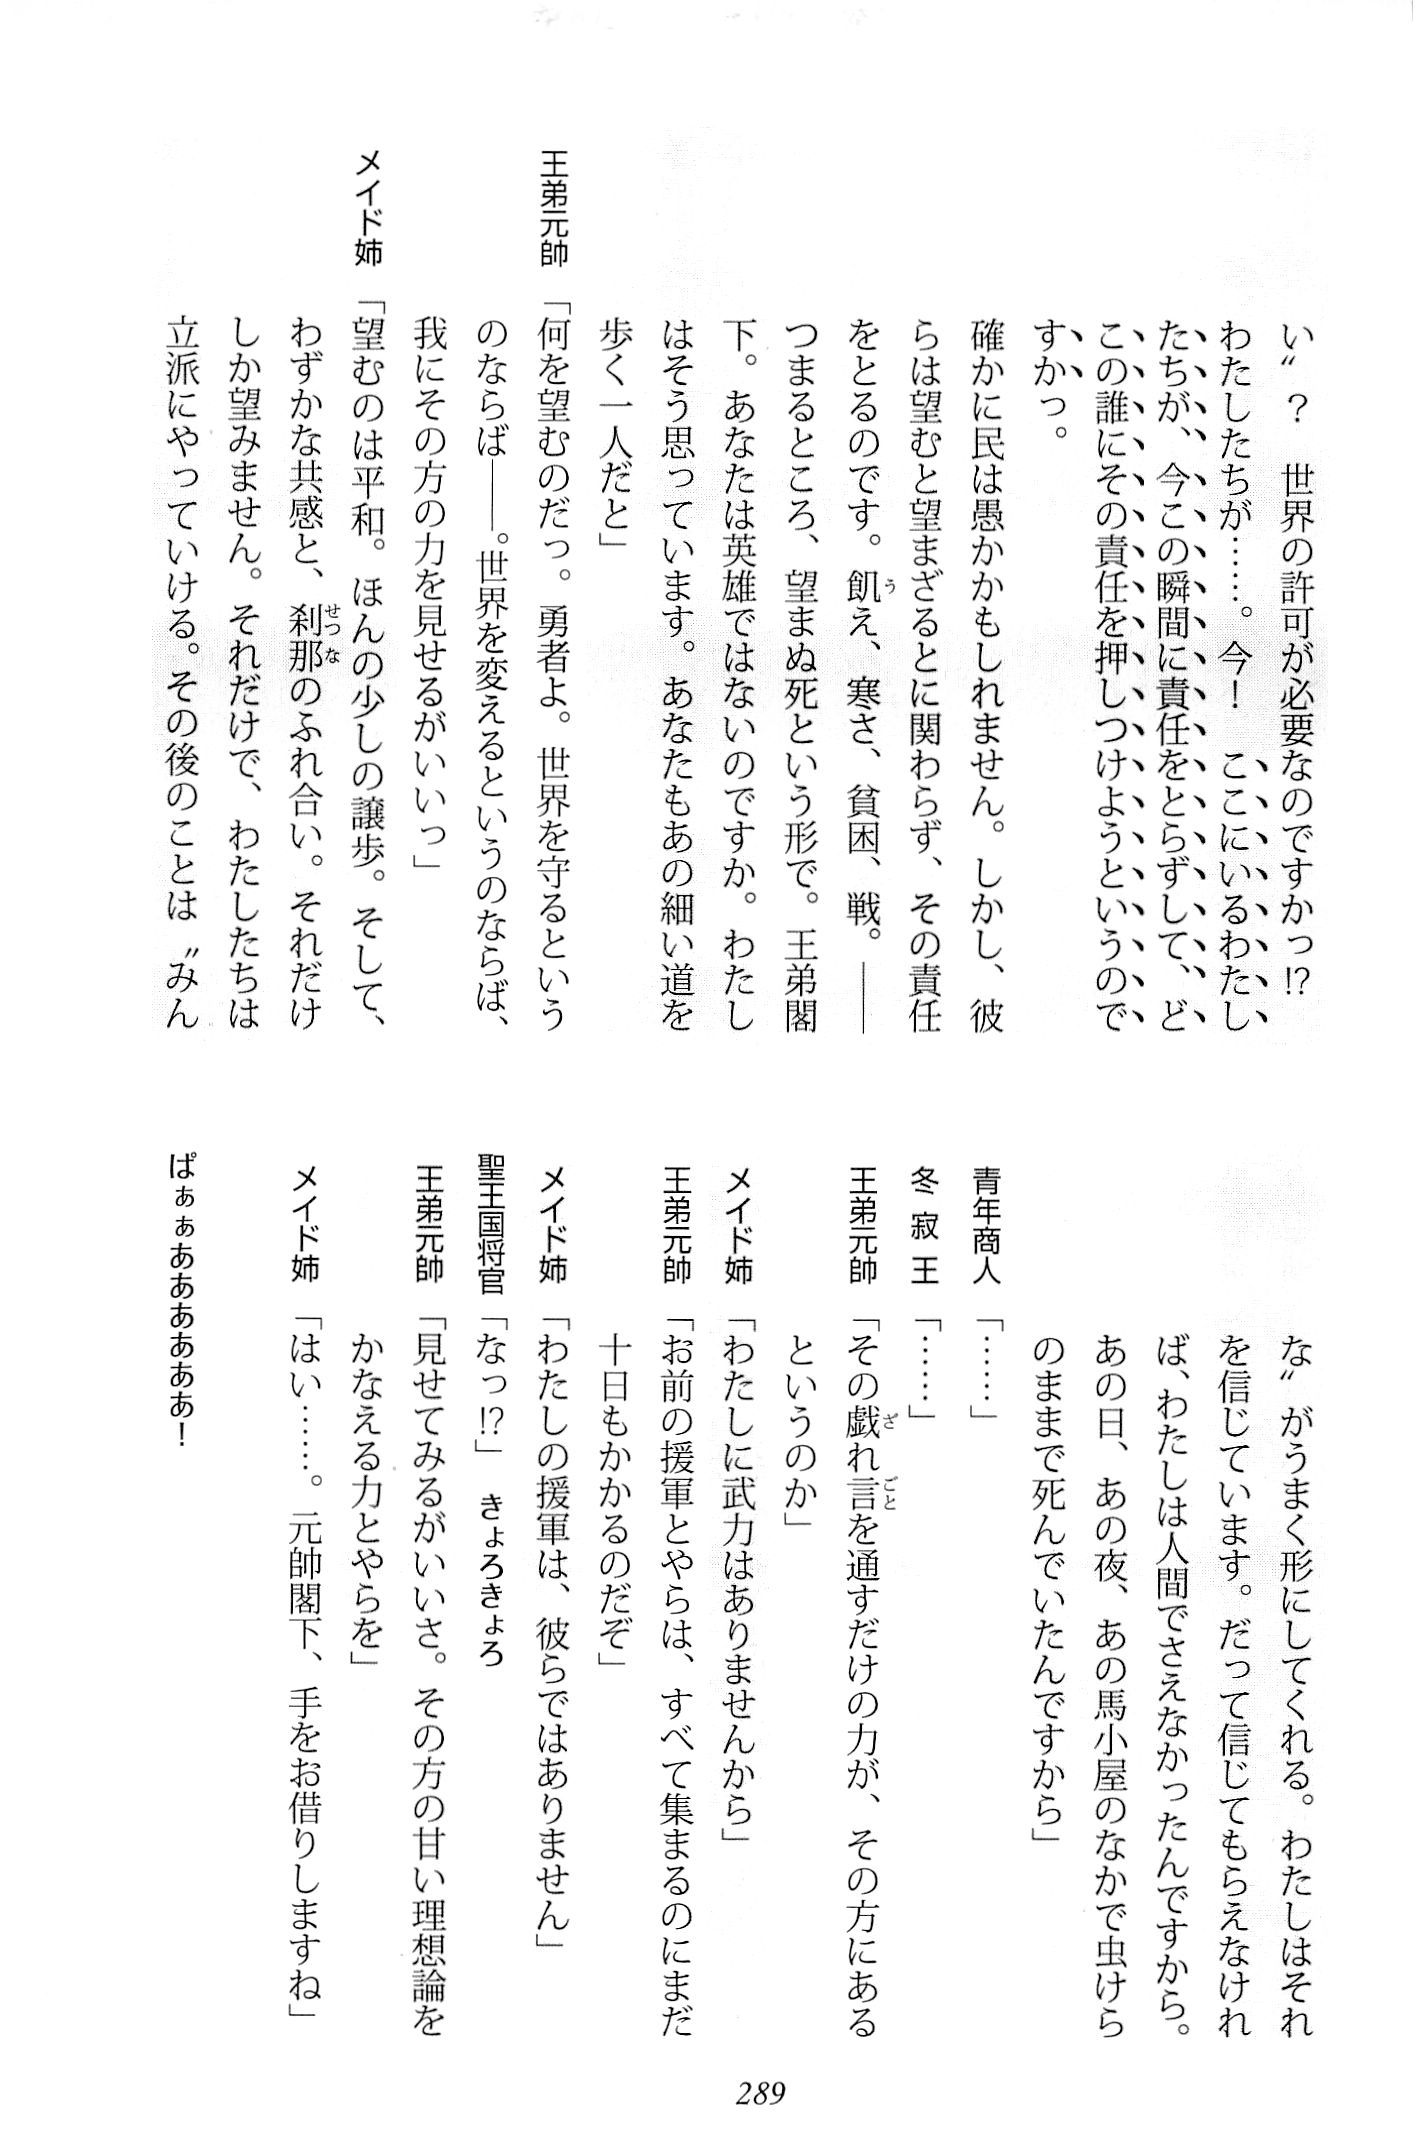 い〟？　世界の許可が必要なのですかっ!?
わたしたちが……。今！　ここにいるわたし
たちが、今この瞬間に責任をとらずして、ど
この誰にその責任を押しつけようというので
すかっ。
確かに民は愚かかもしれません。しかし、彼
らは望むと望まざるとに関わらず、その責任
をとるのです。飢え、寒さ、貧困、戦。――
つまるところ、望まぬ死という形で。王弟閣
下。あなたは英雄ではないのですか。わたし
はそう思っています。あなたもあの細い道を
歩く一人だと」
王弟元帥「何を望むのだっ。勇者よ。世界を守るという
のならば――。世界を変えるというのならば、
我にその方の力を見せるがいいっ」
メイド姉「望むのは平和。ほんの少しの譲歩。そして、
わずかな共感と、刹那のふれ合い。それだけ
しか望みません。それだけで、わたしたちは
立派にやっていける。その後のことは〝みん
な〟がうまく形にしてくれる。わたしはそれ
を信じています。だって信じてもらえなけれ
ば、わたしは人間でさえなかったんですから。
あの日、あの夜、あの馬小屋のなかで虫けら
のままで死んでいたんですから」
青年商人「……」
冬寂王「……」
王弟元帥「その戯れ言を通すだけの力が、その方にある
というのか」
メイド姉「わたしに武力はありませんから」
王弟元帥「お前の援軍とやらは、すべて集まるのにまだ
十日もかかるのだぞ」
メイド姉「わたしの援軍は、彼らではありません」
聖王国将官「なっ!?」　きょろきょろ
王弟元帥「見せてみるがいいさ。その方の甘い理想論を
かなえる力とやらを」
メイド姉「はい……。元帥閣下、手をお借りしますね」
ぱぁぁああああああ！
289